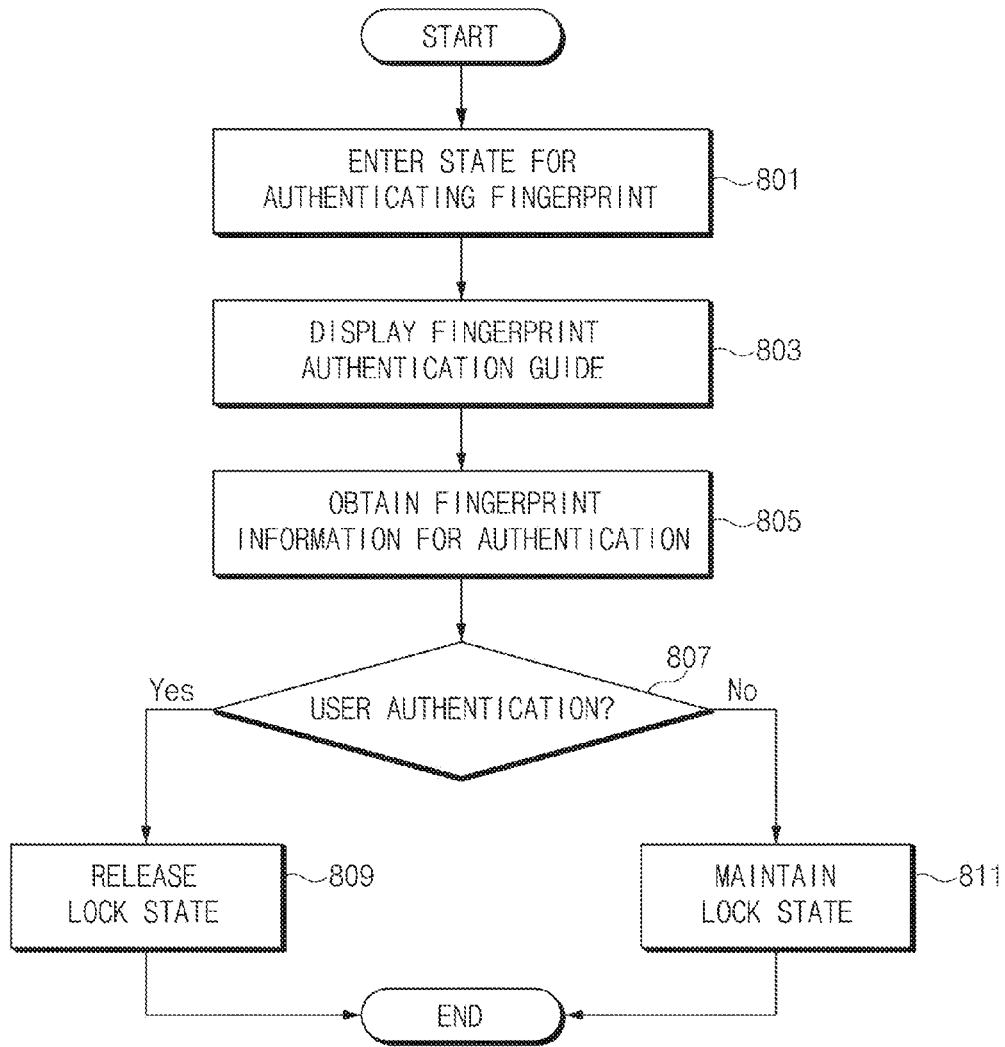 START
ENTER STATE FOR
AUTHENTICATING FINGERPRINT
801
DISPLAY FINGERPRINT
AUTHENTICATION GUIDE
803
OBTAIN FINGERPRINT
INFORMATION FOR AUTHENTICATION
805
807
Yes
USER AUTHENTICATION?
No
RELEASE
LOCK STATE
809
MAINTAIN
LOCK STATE
811
END